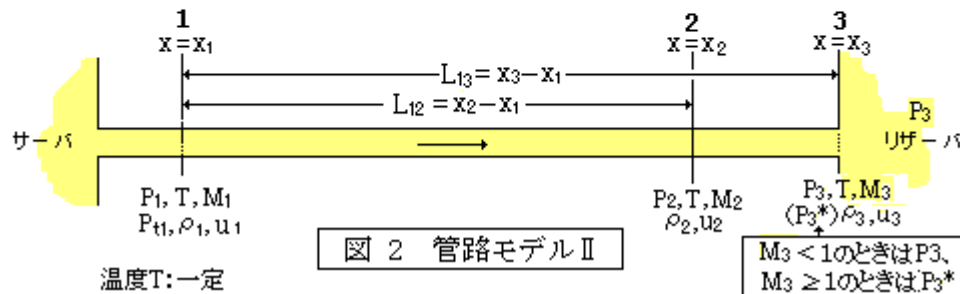 1
x=x₁
2
x=x₂
3
x=x₃
L₁₃=x₃−x₁
L₁₂=x₂−x₁
サーバ
P₃
リザーバ
P₁,T,M₁
Pt₁,ρ₁,u₁
P₂,T,M₂
ρ₂,u₂
P₃,T,M₃
(P₃*)ρ₃,u₃
図 2 管路モデルⅡ
M₃<1のときはP3、
M₃≥1のときはP₃*
温度T:一定